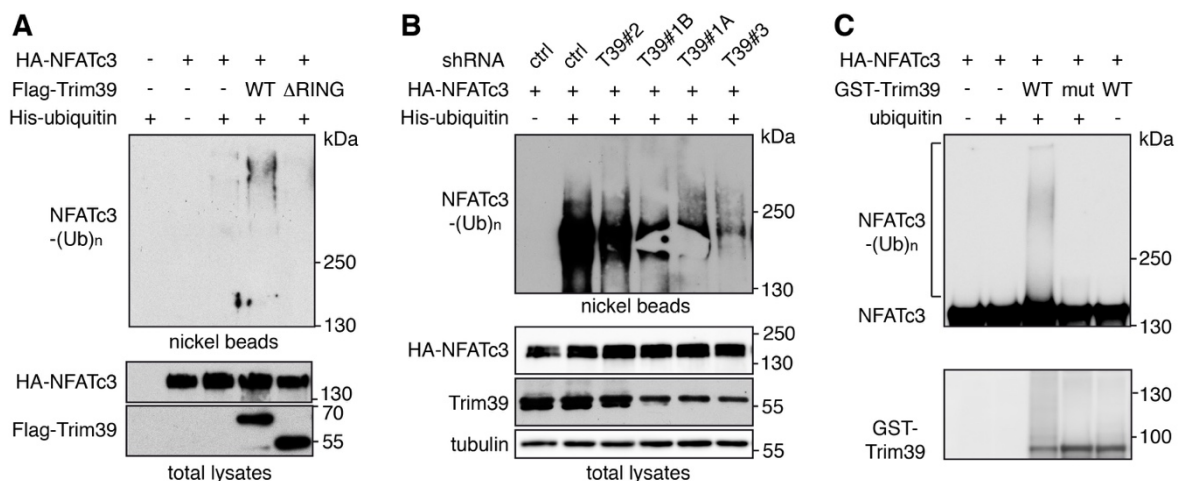 A
HA-NFATc3 - + + + +
Flag-Trim39 - - - WT ΔRING
His-ubiquitin + - + + +
kDa
NFATc3
-(Ub)n
250
130
nickel beads
HA-NFATc3
130
Flag-Trim39
70
55
total lysates
B
shRNA ctrl ctrl T39#2 T39#1B T39#1A T39#3
HA-NFATc3 + + + + + +
His-ubiquitin - + + + + +
kDa
NFATc3
-(Ub)n
250
130
nickel beads
HA-NFATc3
250
130
Trim39
55
tubulin
55
total lysates
C
HA-NFATc3 + + + + +
GST-Trim39 - - WT mut WT
ubiquitin - + + + -
kDa
NFATc3
-(Ub)n
250
NFATc3
130
GST-
Trim39
130
100